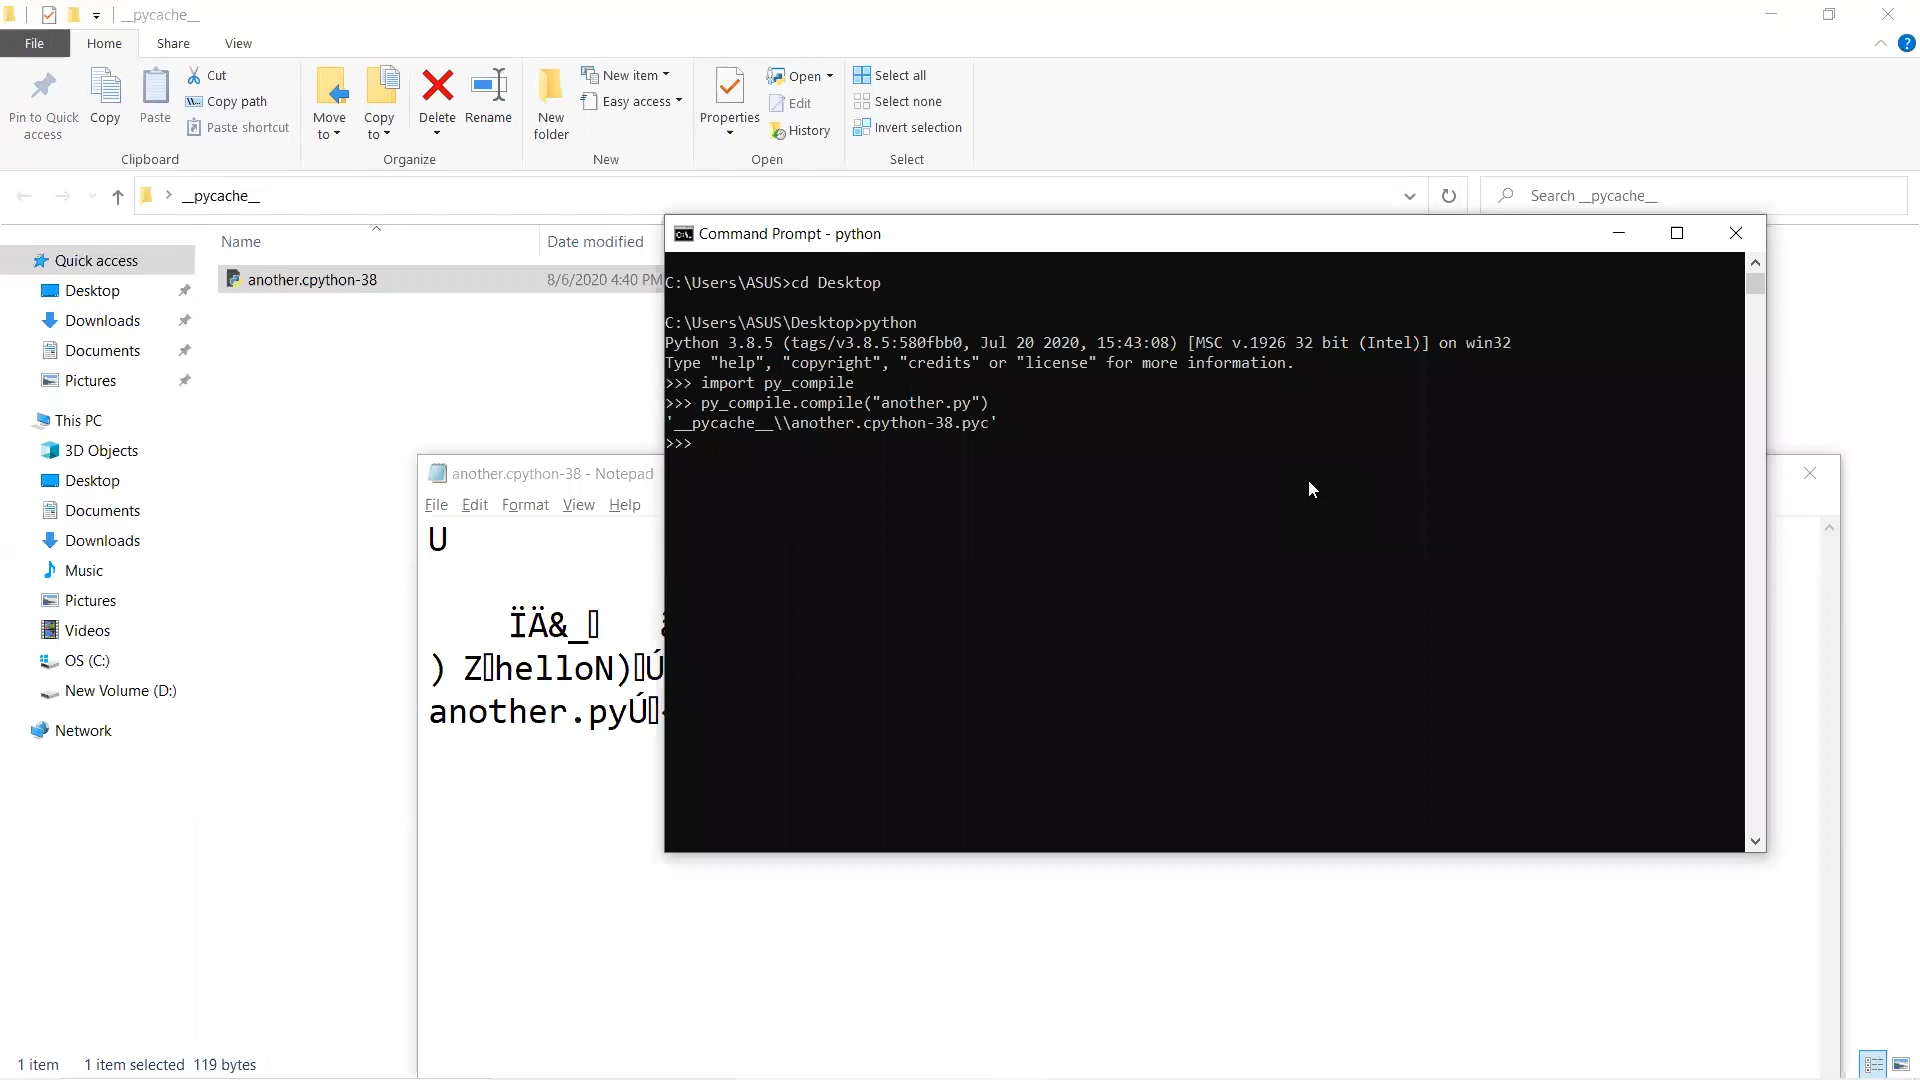 __pycache__
File Home Share View
Pin to Quick access
Copy
Paste
Cut
Copy path
Paste shortcut
Clipboard
Move to
Copy to
Delete
Rename
Organize
New folder
New item
Easy access
New
Properties
Open
Edit
History
Open
Select all
Select none
Invert selection
Select
__pycache__
Search __pycache__
Name Date modified
another.cpython-38 8/6/2020 4:40 PM
Quick access
Desktop
Downloads
Documents
Pictures
This PC
3D Objects
Desktop
Documents
Downloads
Music
Pictures
Videos
OS (C:)
New Volume (D:)
Network
Command Prompt - python
C:\Users\ASUS>cd Desktop
C:\Users\ASUS\Desktop>python
Python 3.8.5 (tags/v3.8.5:580fbb0, Jul 20 2020, 15:43:08) [MSC v.1926 32 bit (Intel)] on win32
Type "help", "copyright", "credits" or "license" for more information.
>>> import py_compile
>>> py_compile.compile("another.py")
'__pycache__\\another.cpython-38.pyc'
>>>
another.cpython-38 - Notepad
File Edit Format View Help
U
ÏÄ&_▯
) Z▯helloN)▯Ú
another.pyÚ▯
1 item 1 item selected 119 bytes